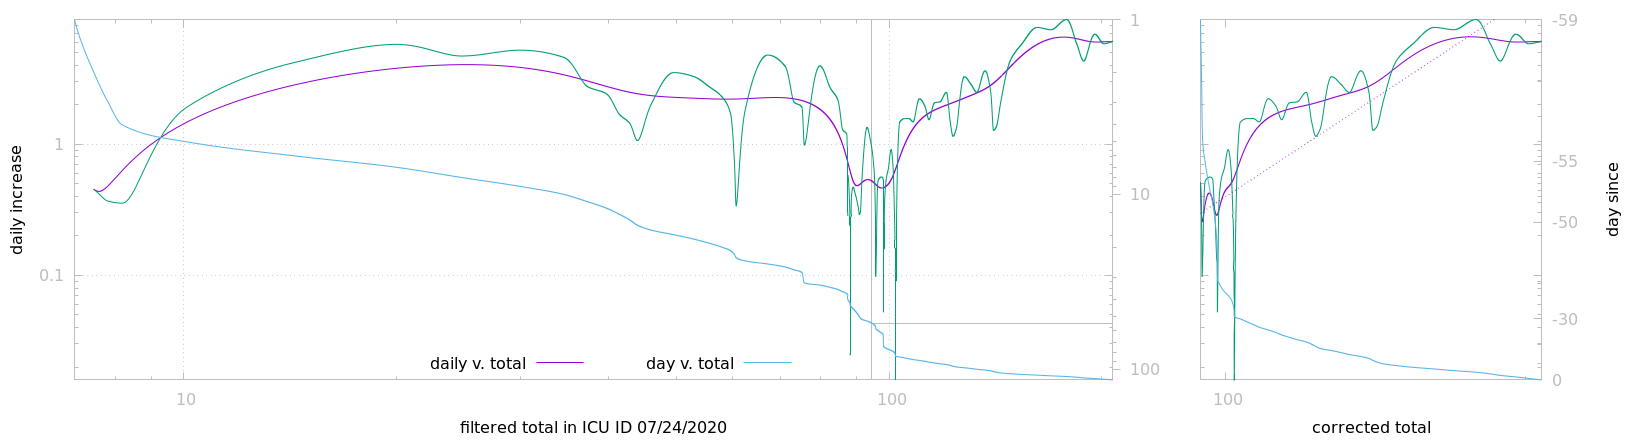 daily increase
1
0.1
10
100
daily v. total
day v. total
filtered total in ICU ID 07/24/2020
1
10
100
100
corrected total
-59
-55
-50
-30
0
day since